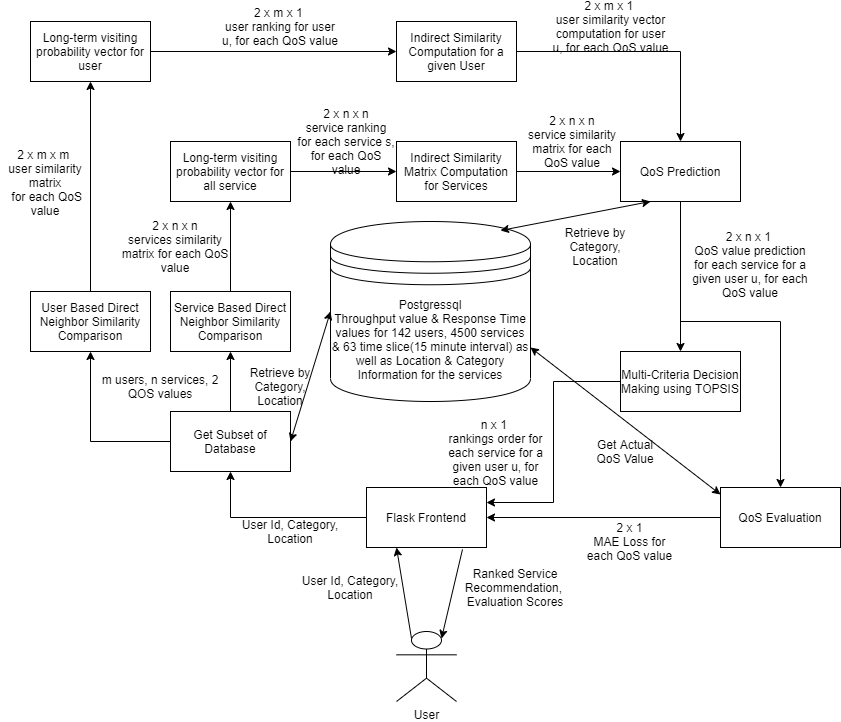 2 x m x 1
user ranking for user
u, for each QoS value
2 x m x 1
user similarity vector
computation for user
u, for each QoS value
Long-term visiting
probability vector for
user
Indirect Similarity
Computation for a
given User
2 x n x n
service ranking
for each service s,
for each QoS
value
2 x n x n
service similarity
matrix for each
QoS value
2 x m x m
user similarity
matrix
for each QoS
value
Long-term visiting
probability vector for
all service
Indirect Similarity
Matrix Computation
for Services
QoS Prediction
2 x n x n
services similarity
matrix for each QoS
value
Retrieve by
Category,
Location
2 x n x 1
QoS value prediction
for each service for a
given user u, for each
QoS value
User Based Direct
Neighbor Similarity
Comparison
Service Based Direct
Neighbor Similarity
Comparison
Postgressql
Throughput value & Response Time
values for 142 users, 4500 services
& 63 time slice(15 minute interval) as
well as Location & Category
Information for the services
m users, n services, 2
QOS values
Retrieve by
Category,
Location
Multi-Criteria Decision
Making using TOPSIS
Get Subset of
Database
n x 1
rankings order for
each service for a
given user u, for
each QoS value
Get Actual
QoS Value
User Id, Category,
Location
Flask Frontend
2 x 1
MAE Loss for
each QoS value
QoS Evaluation
User Id, Category,
Location
Ranked Service
Recommendation,
Evaluation Scores
User